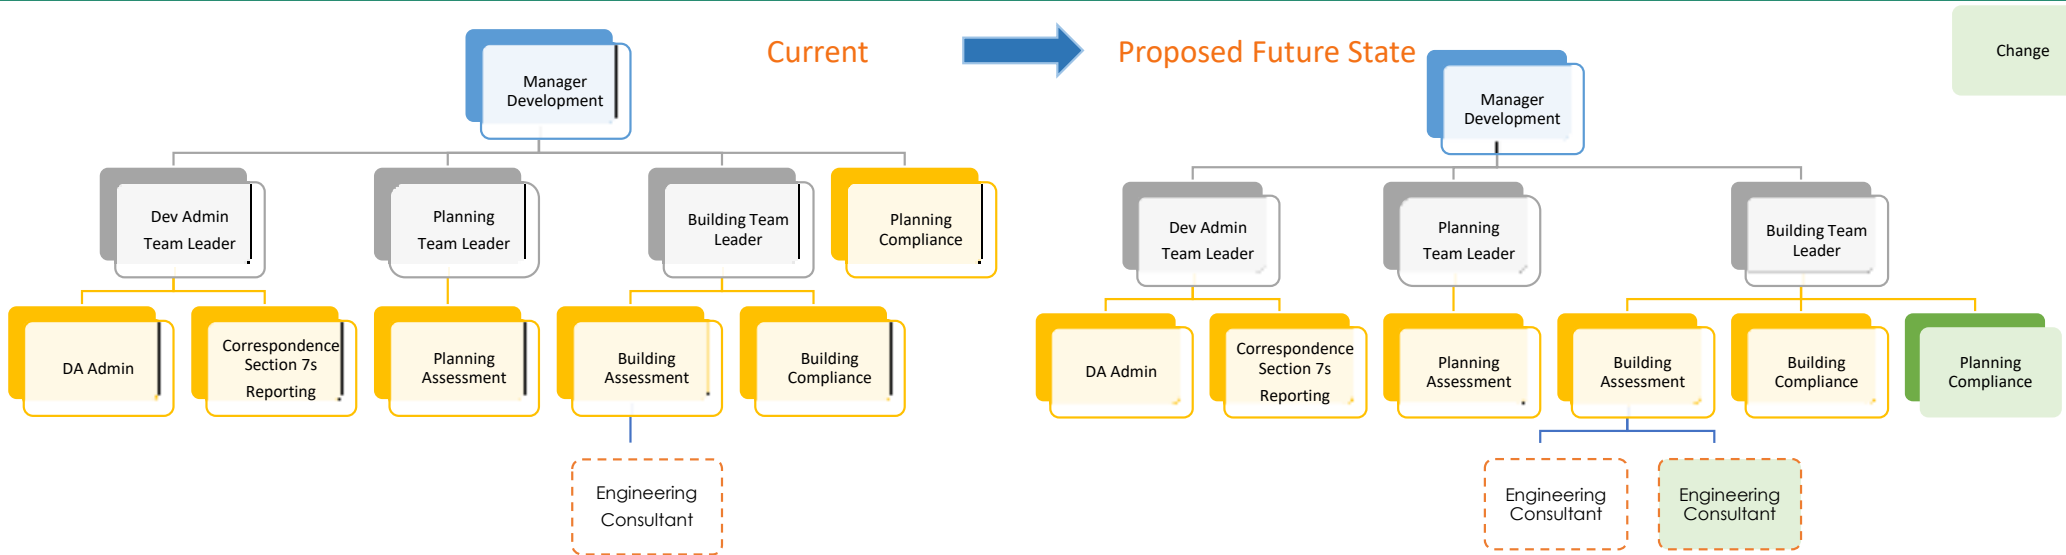 Current
Proposed Future State
Change
Manager
Development
Dev Admin
Team Leader
Planning
Team Leader
Building Team
Leader
Planning
Compliance
DA Admin
Correspondence
Section 7s
Reporting
Planning
Assessment
Building
Assessment
Building
Compliance
Engineering
Consultant
Manager
Development
Dev Admin
Team Leader
Planning
Team Leader
Building Team
Leader
DA Admin
Correspondence
Section 7s
Reporting
Planning
Assessment
Building
Assessment
Building
Compliance
Planning
Compliance
Engineering
Consultant
Engineering
Consultant